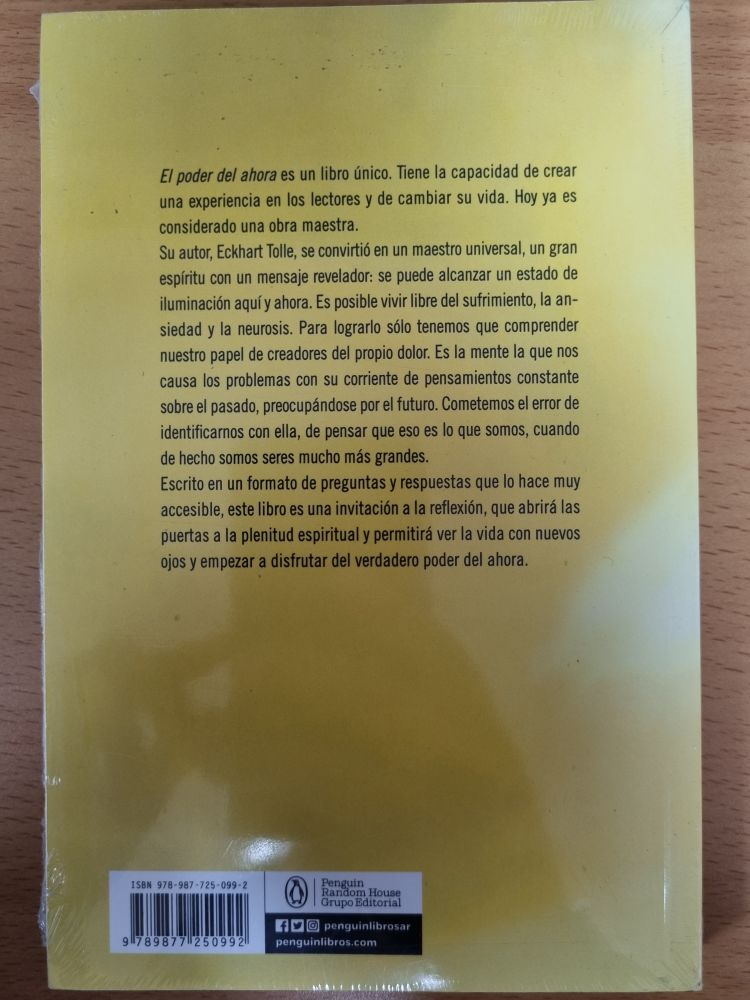 El poder del ahora es un libro único. Tiene la capacidad de crear
una experiencia en los lectores y de cambiar su vida. Hoy ya es
considerado una obra maestra.
Su autor, Eckhart Tolle, se convirtió en un maestro universal, un gran
espíritu con un mensaje revelador: se puede alcanzar un estado de
iluminación aquí y ahora. Es posible vivir libre del sufrimiento, la an-
siedad y la neurosis. Para lograrlo sólo tenemos que comprender
nuestro papel de creadores del propio dolor. Es la mente la que nos
causa los problemas con su corriente de pensamientos constante
sobre el pasado, preocupándose por el futuro. Cometemos el error de
identificarnos con ella, de pensar que eso es lo que somos, cuando
de hecho somos seres mucho más grandes.
Escrito en un formato de preguntas y respuestas que lo hace muy
accesible, este libro es una invitación a la reflexión, que abrirá las
puertas a la plenitud espiritual y permitirá ver la vida con nuevos
ojos y empezar a disfrutar del verdadero poder del ahora.
ISBN 978-987-725-099-2
9 789877 250992
Penguin
Random House
Grupo Editorial
penguinlibrosar
penguinlibros.com